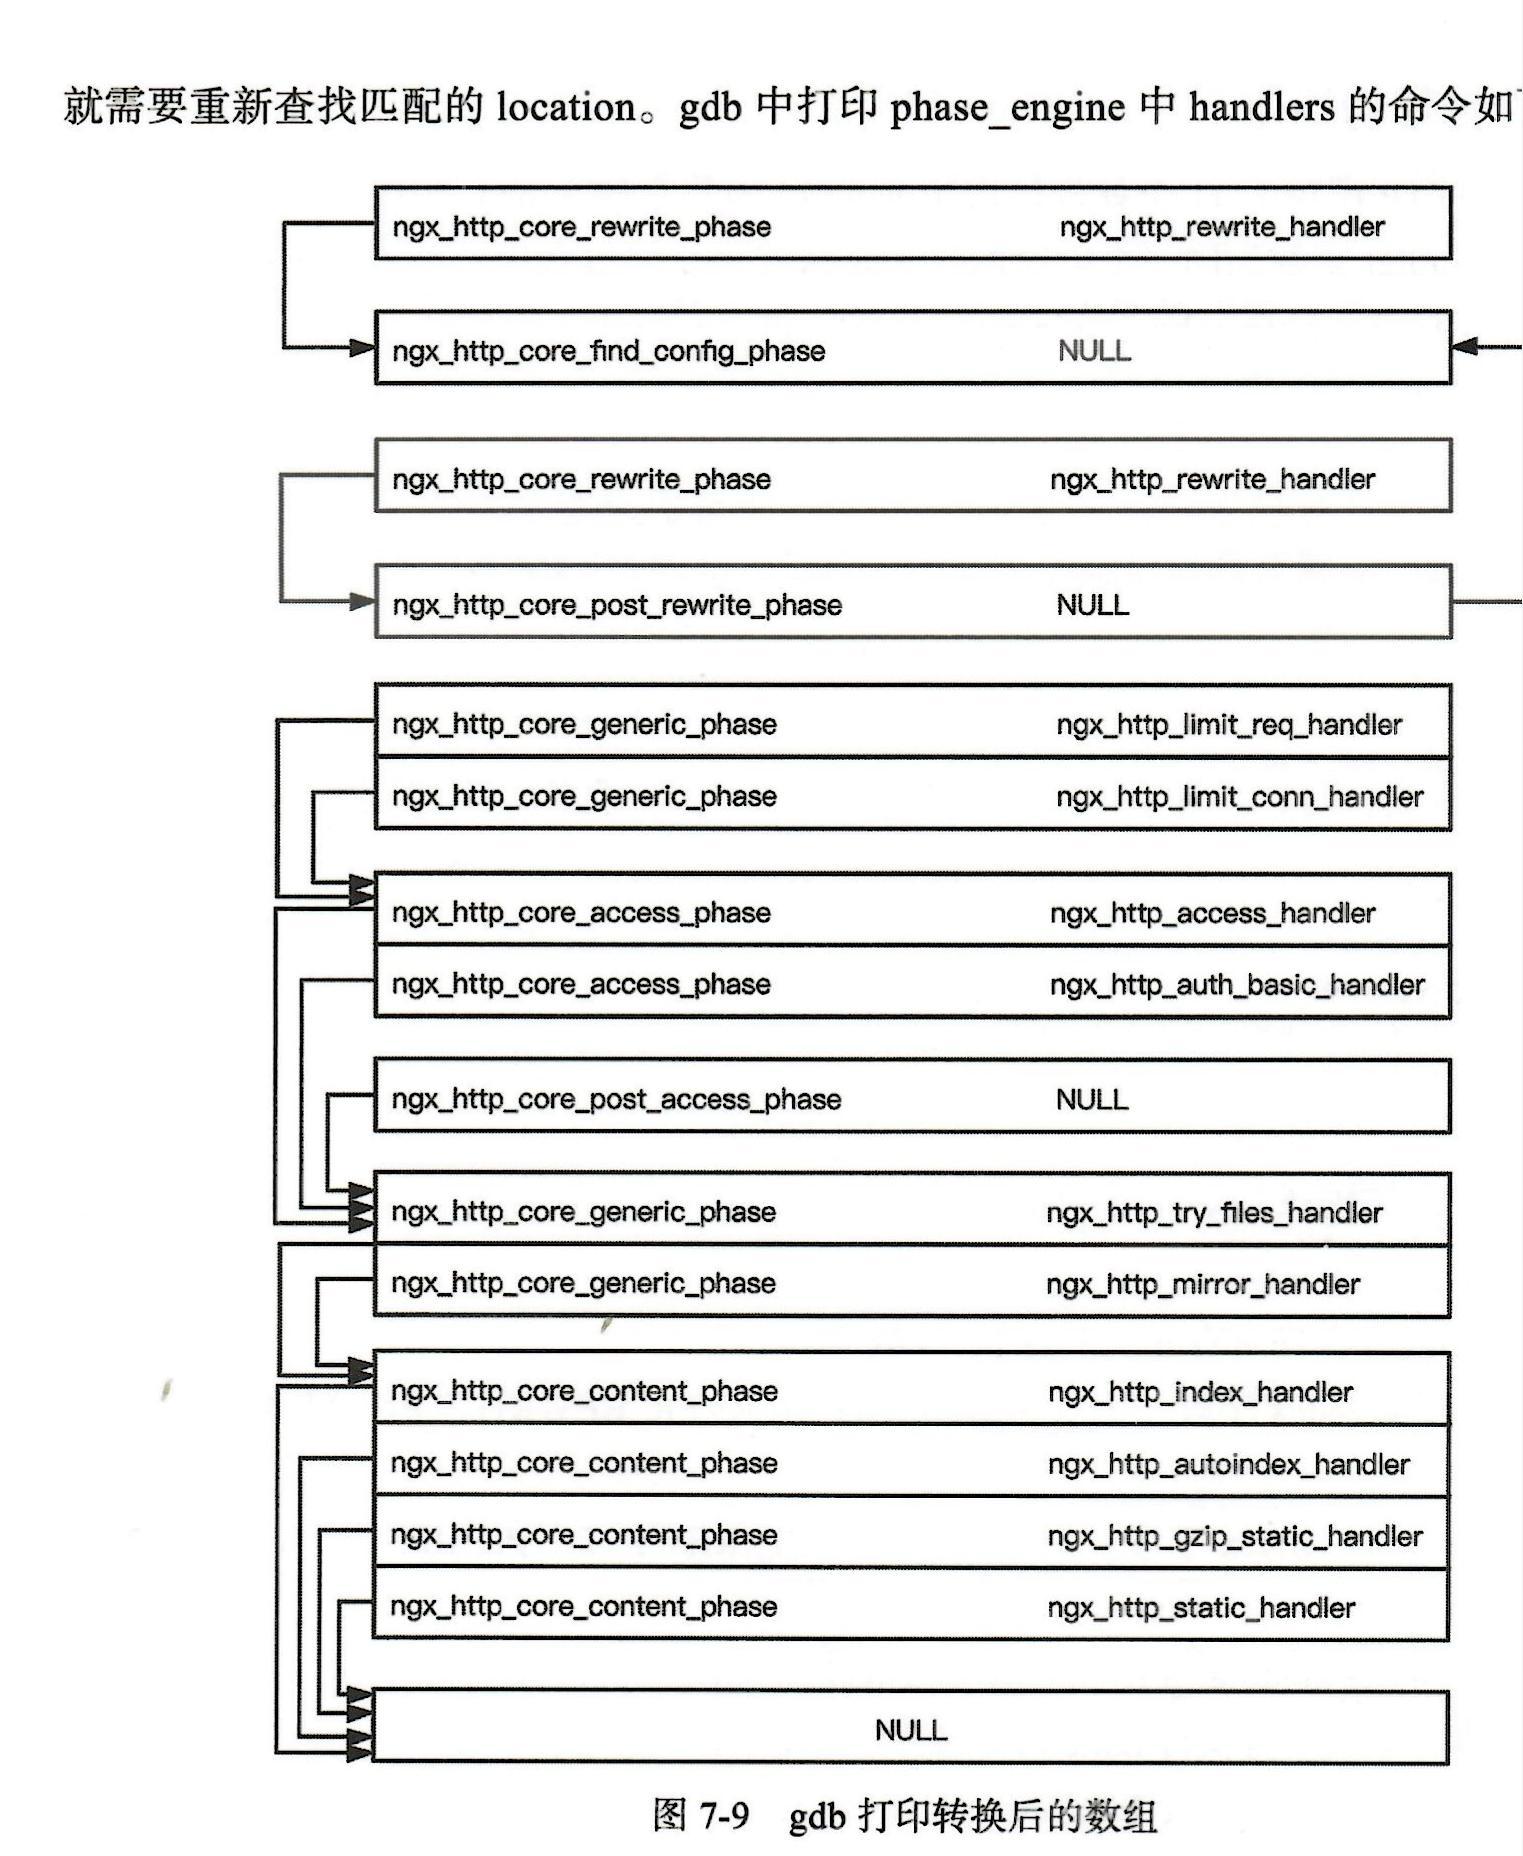 就需要重新查找匹配的 location。gdb 中打印 phase_engine 中 handlers 的命令如
ngx_http_core_rewrite_phase ngx_http_rewrite_handler
ngx_http_core_find_config_phase NULL
ngx_http_core_rewrite_phase ngx_http_rewrite_handler
ngx_http_core_post_rewrite_phase NULL
ngx_http_core_generic_phase ngx_http_limit_req_handler
ngx_http_core_generic_phase ngx_http_limit_conn_handler
ngx_http_core_access_phase ngx_http_access_handler
ngx_http_core_access_phase ngx_http_auth_basic_handler
ngx_http_core_post_access_phase NULL
ngx_http_core_generic_phase ngx_http_try_files_handler
ngx_http_core_generic_phase ngx_http_mirror_handler
ngx_http_core_content_phase ngx_http_index_handler
ngx_http_core_content_phase ngx_http_autoindex_handler
ngx_http_core_content_phase ngx_http_gzip_static_handler
ngx_http_core_content_phase ngx_http_static_handler
NULL
图 7-9 gdb 打印转换后的数组